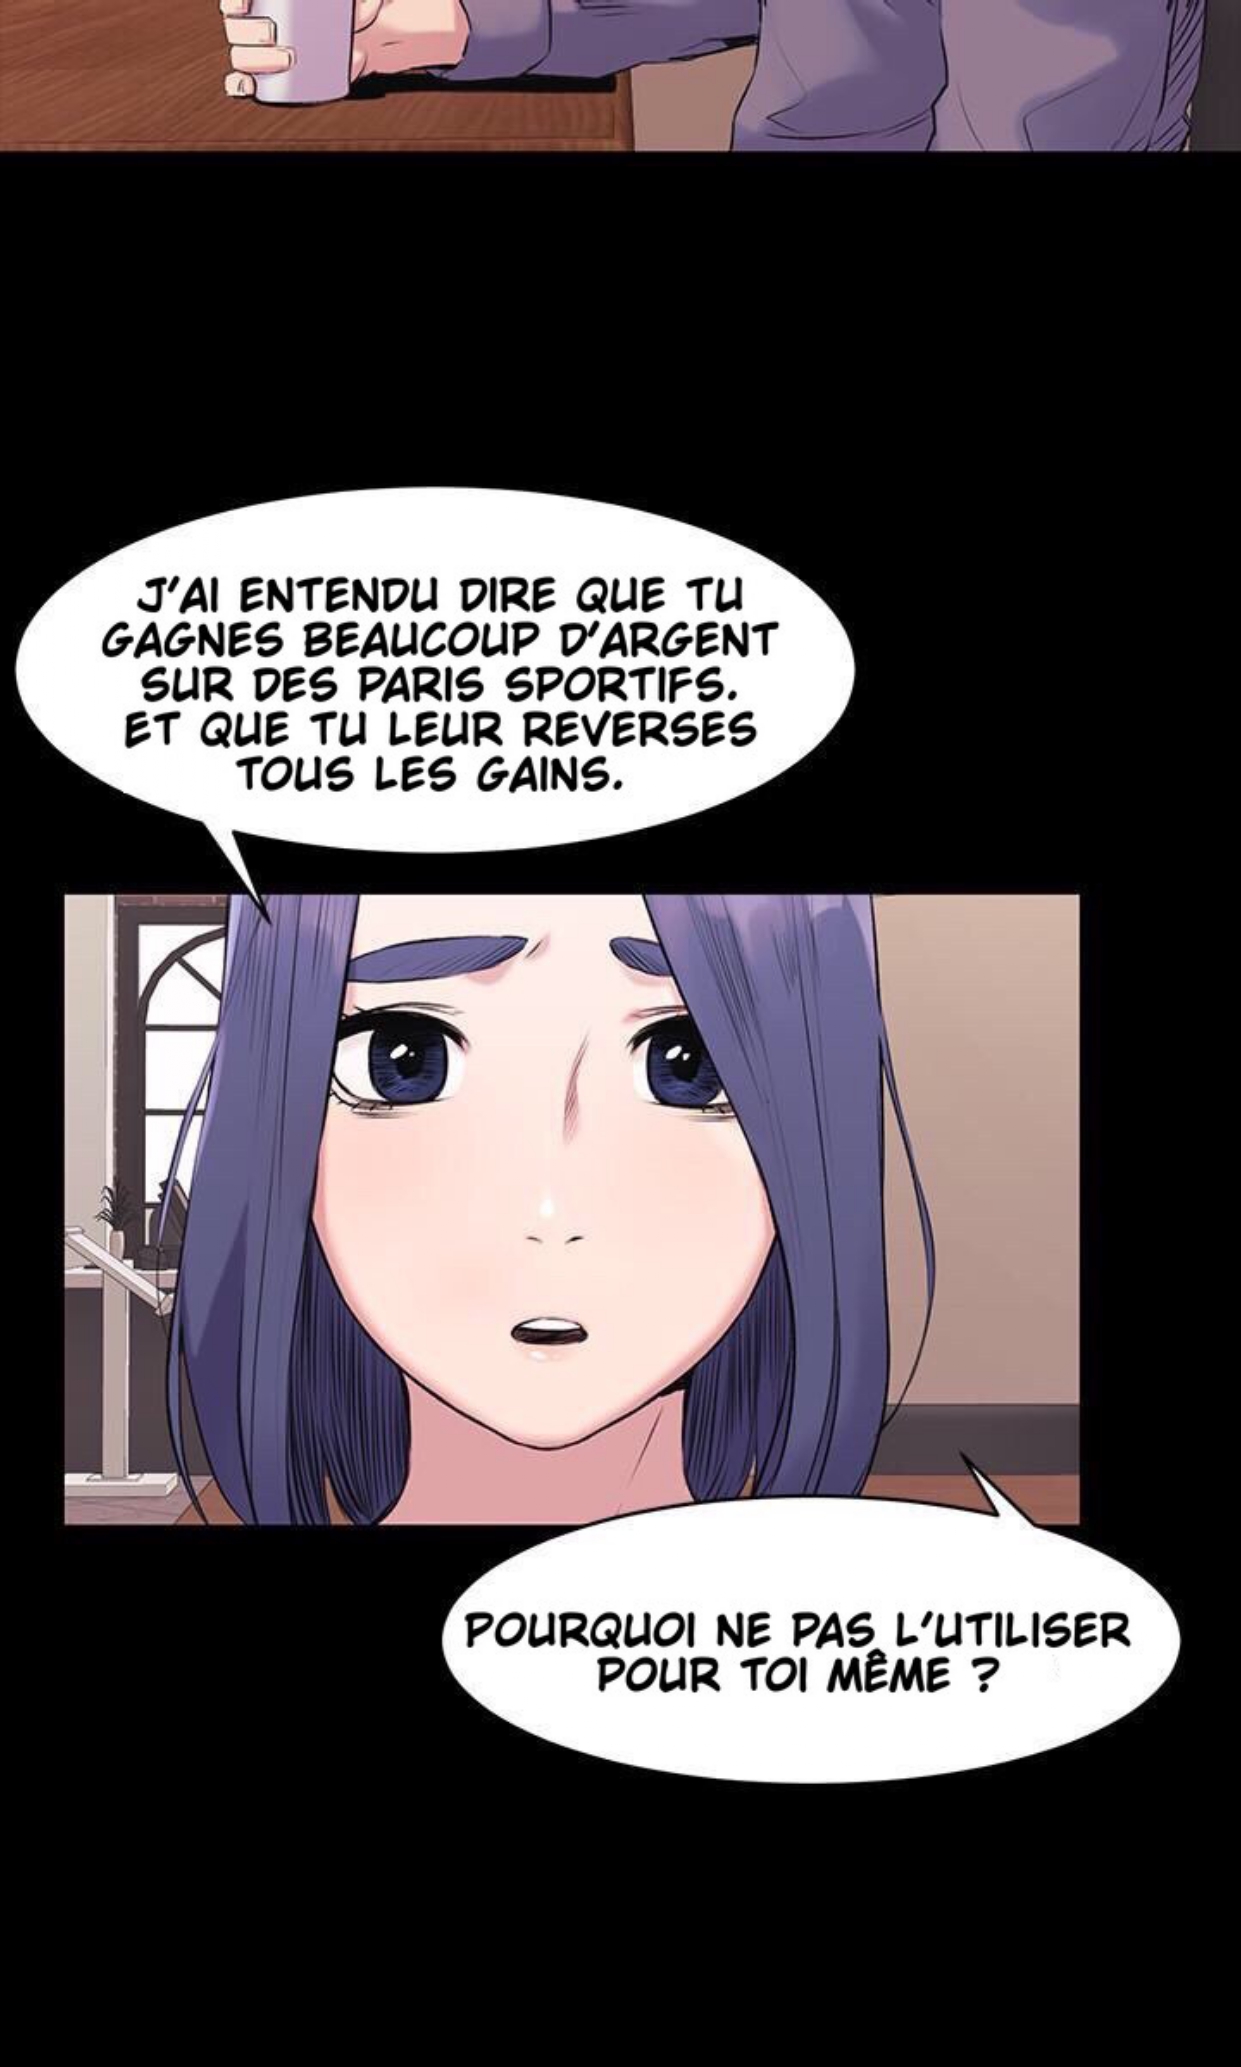 J'AI ENTENDU DIRE QUE TU
GAGNES BEAUCOUP D'ARGENT
SUR DES PARIS SPORTIFS.
ET QUE TU LEUR REVERSES
TOUS LES GAINS.
POURQUOI NE PAS L'UTILISER
POUR TOI MÊME ?